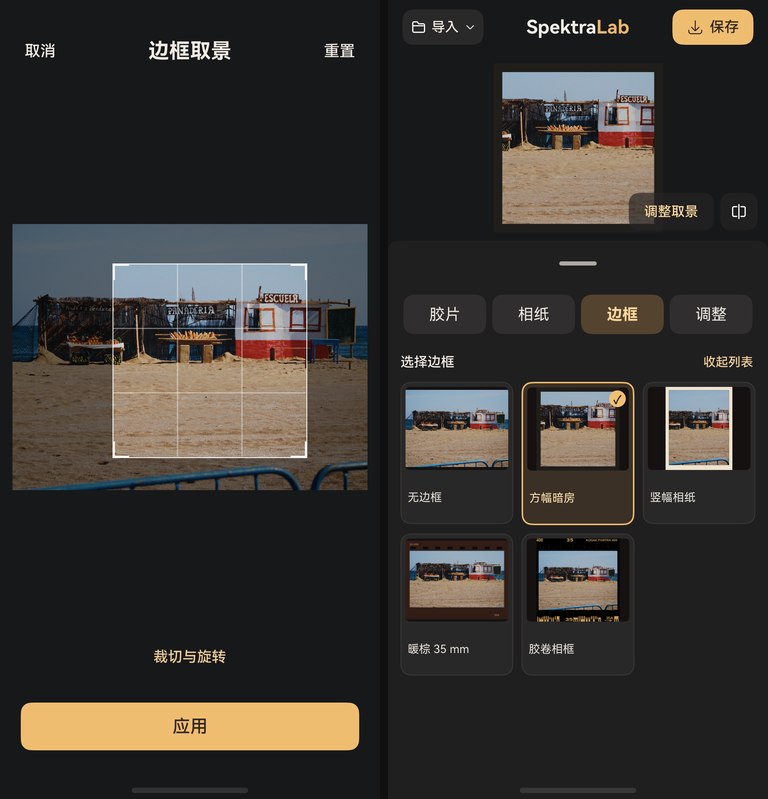 取消
边框取景
重置
PANADERIA
ESCUELA
裁切与旋转
应用
导入
SpektraLab
保存
PANADERIA
ESCUELA
调整取景
胶片
相纸
边框
调整
选择边框
收起列表
无边框
方幅暗房
竖幅相纸
暖棕 35 mm
胶卷相框